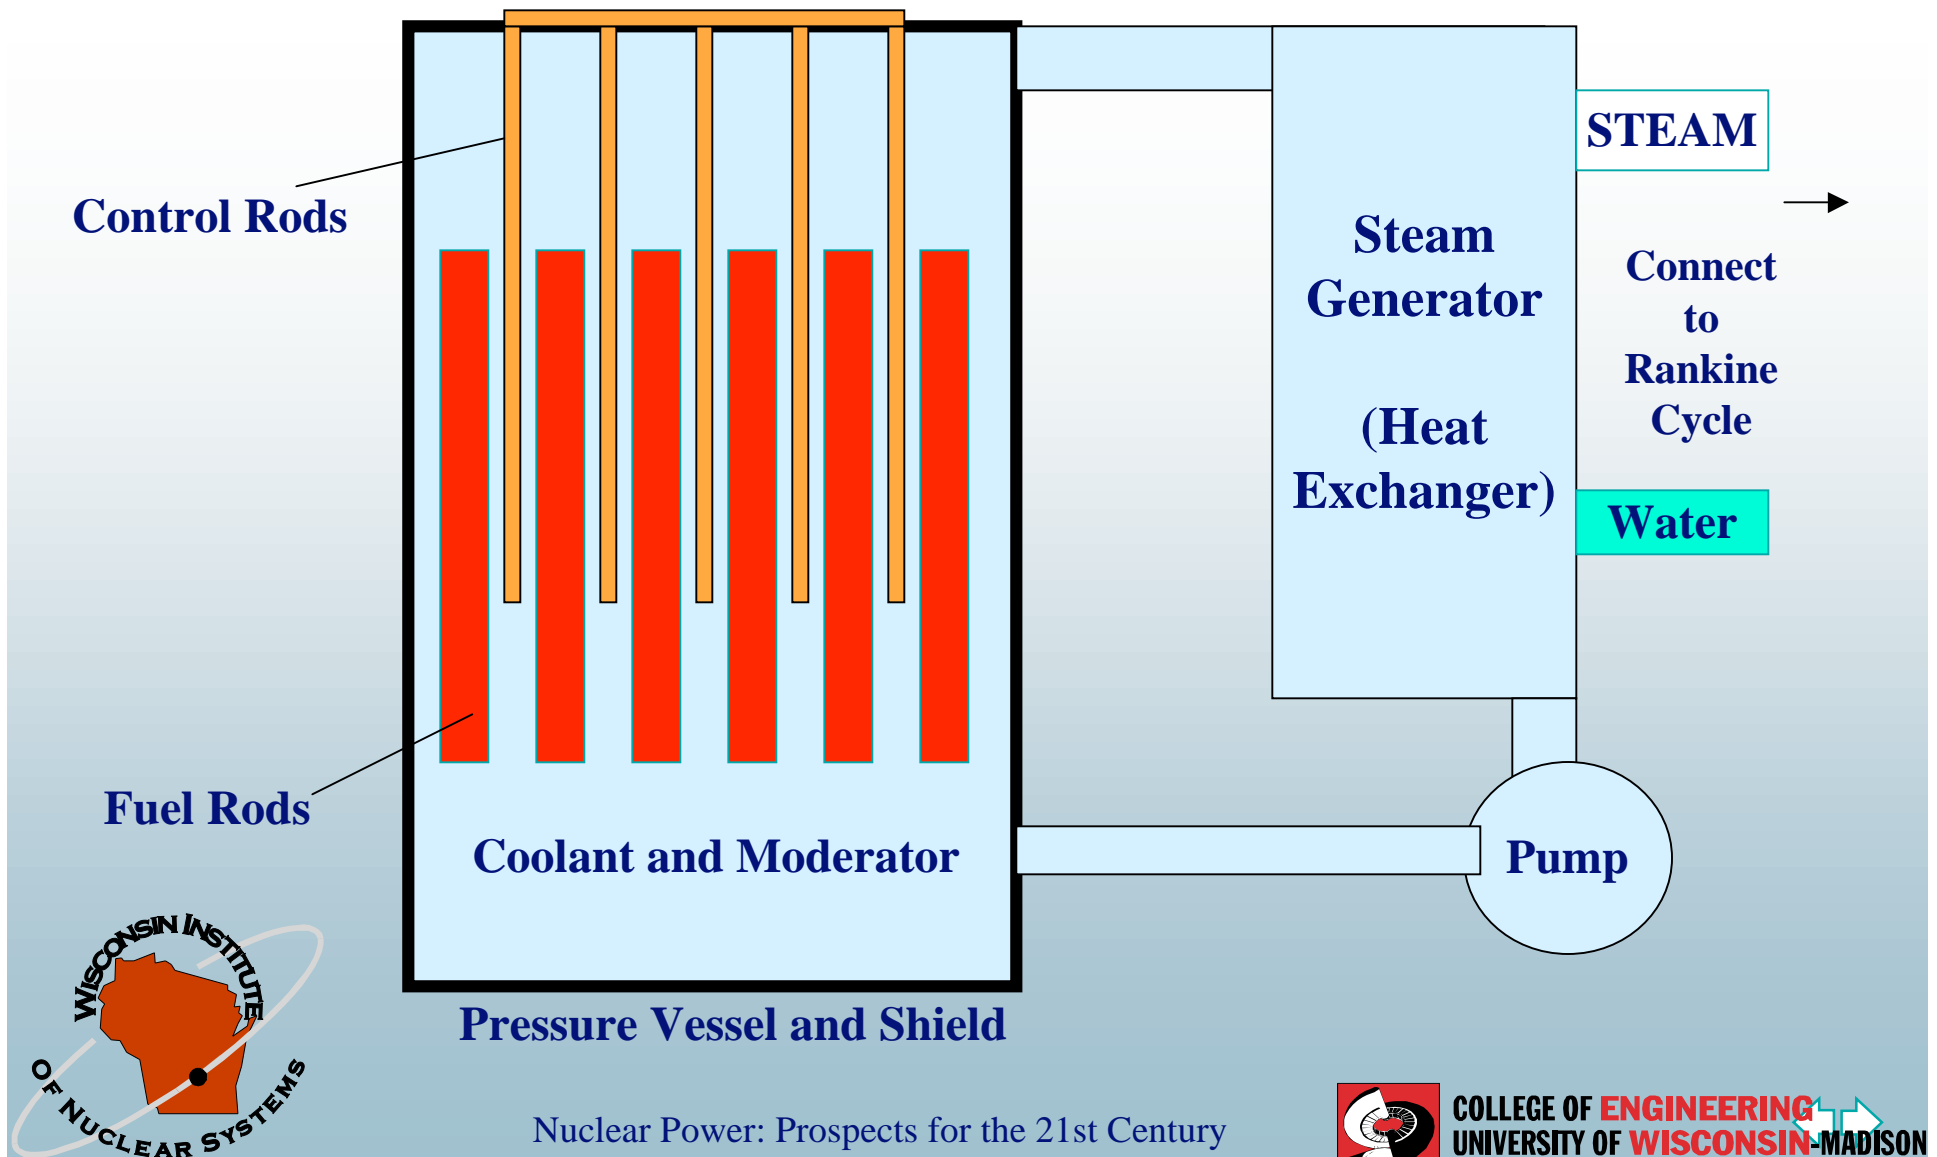 STEAM
Control Rods
Steam
Generator
(Heat
Exchanger)
Connect
to
Rankine
Cycle
Water
Fuel Rods
Coolant and Moderator
Pump
Pressure Vessel and Shield
WISCONSIN INSTITUTE
OF NUCLEAR SYSTEMS
Nuclear Power: Prospects for the 21st Century
COLLEGE OF ENGINEERING
UNIVERSITY OF WISCONSIN-MADISON